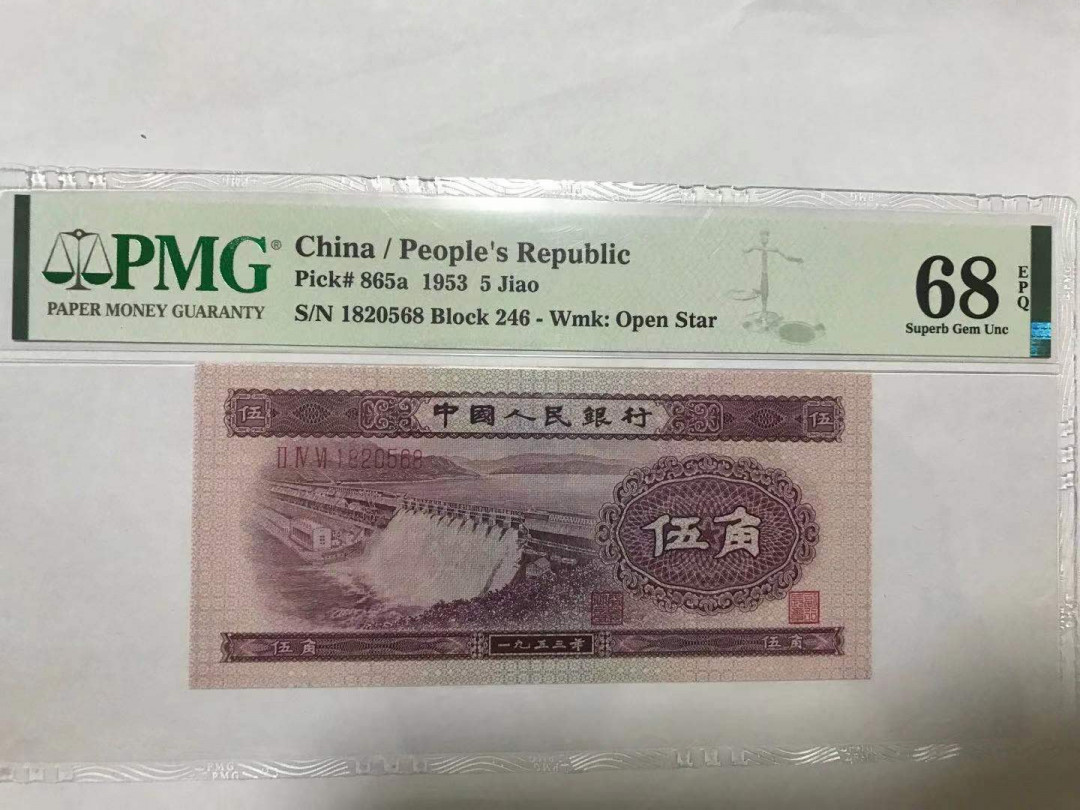 PMG®
PAPER MONEY GUARANTY
China / People's Republic
Pick# 865a 1953 5 Jiao
S/N 1820568 Block 246 - Wmk: Open Star
68
EPQ
Superb Gem Unc
伍 中國人民銀行 伍
II IV VI 1820568
伍角
伍角 一九五三年 伍角
PMG
PMG